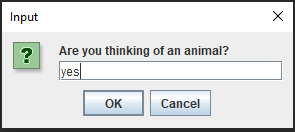 Input
Are you thinking of an animal?
yes
OK Cancel